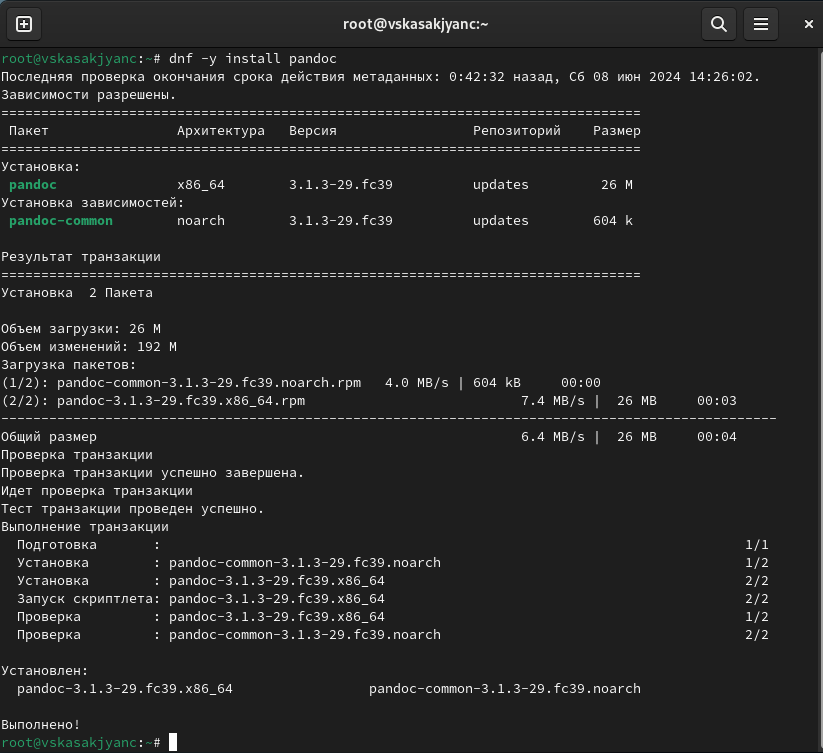 root@vskasakjyanc:~
root@vskasakjyanc:~# dnf -y install pandoc
Последняя проверка окончания срока действия метаданных: 0:42:32 назад, Сб 08 июн 2024 14:26:02.
Зависимости разрешены.
================================================================================
Пакет Архитектура Версия Репозиторий Размер
================================================================================
Установка:
pandoc x86_64 3.1.3-29.fc39 updates 26 M
Установка зависимостей:
pandoc-common noarch 3.1.3-29.fc39 updates 604 k
Результат транзакции
================================================================================
Установка 2 Пакета
Объем загрузки: 26 M
Объем изменений: 192 M
Загрузка пакетов:
(1/2): pandoc-common-3.1.3-29.fc39.noarch.rpm 4.0 MB/s | 604 kB 00:00
(2/2): pandoc-3.1.3-29.fc39.x86_64.rpm 7.4 MB/s | 26 MB 00:03
-------------------------------------------------------------------------------------------------
Общий размер 6.4 MB/s | 26 MB 00:04
Проверка транзакции
Проверка транзакции успешно завершена.
Идет проверка транзакции
Тест транзакции проведен успешно.
Выполнение транзакции
Подготовка : 1/1
Установка : pandoc-common-3.1.3-29.fc39.noarch 1/2
Установка : pandoc-3.1.3-29.fc39.x86_64 2/2
Запуск скриптлета: pandoc-3.1.3-29.fc39.x86_64 2/2
Проверка : pandoc-3.1.3-29.fc39.x86_64 1/2
Проверка : pandoc-common-3.1.3-29.fc39.noarch 2/2
Установлен:
pandoc-3.1.3-29.fc39.x86_64 pandoc-common-3.1.3-29.fc39.noarch
Выполнено!
root@vskasakjyanc:~#